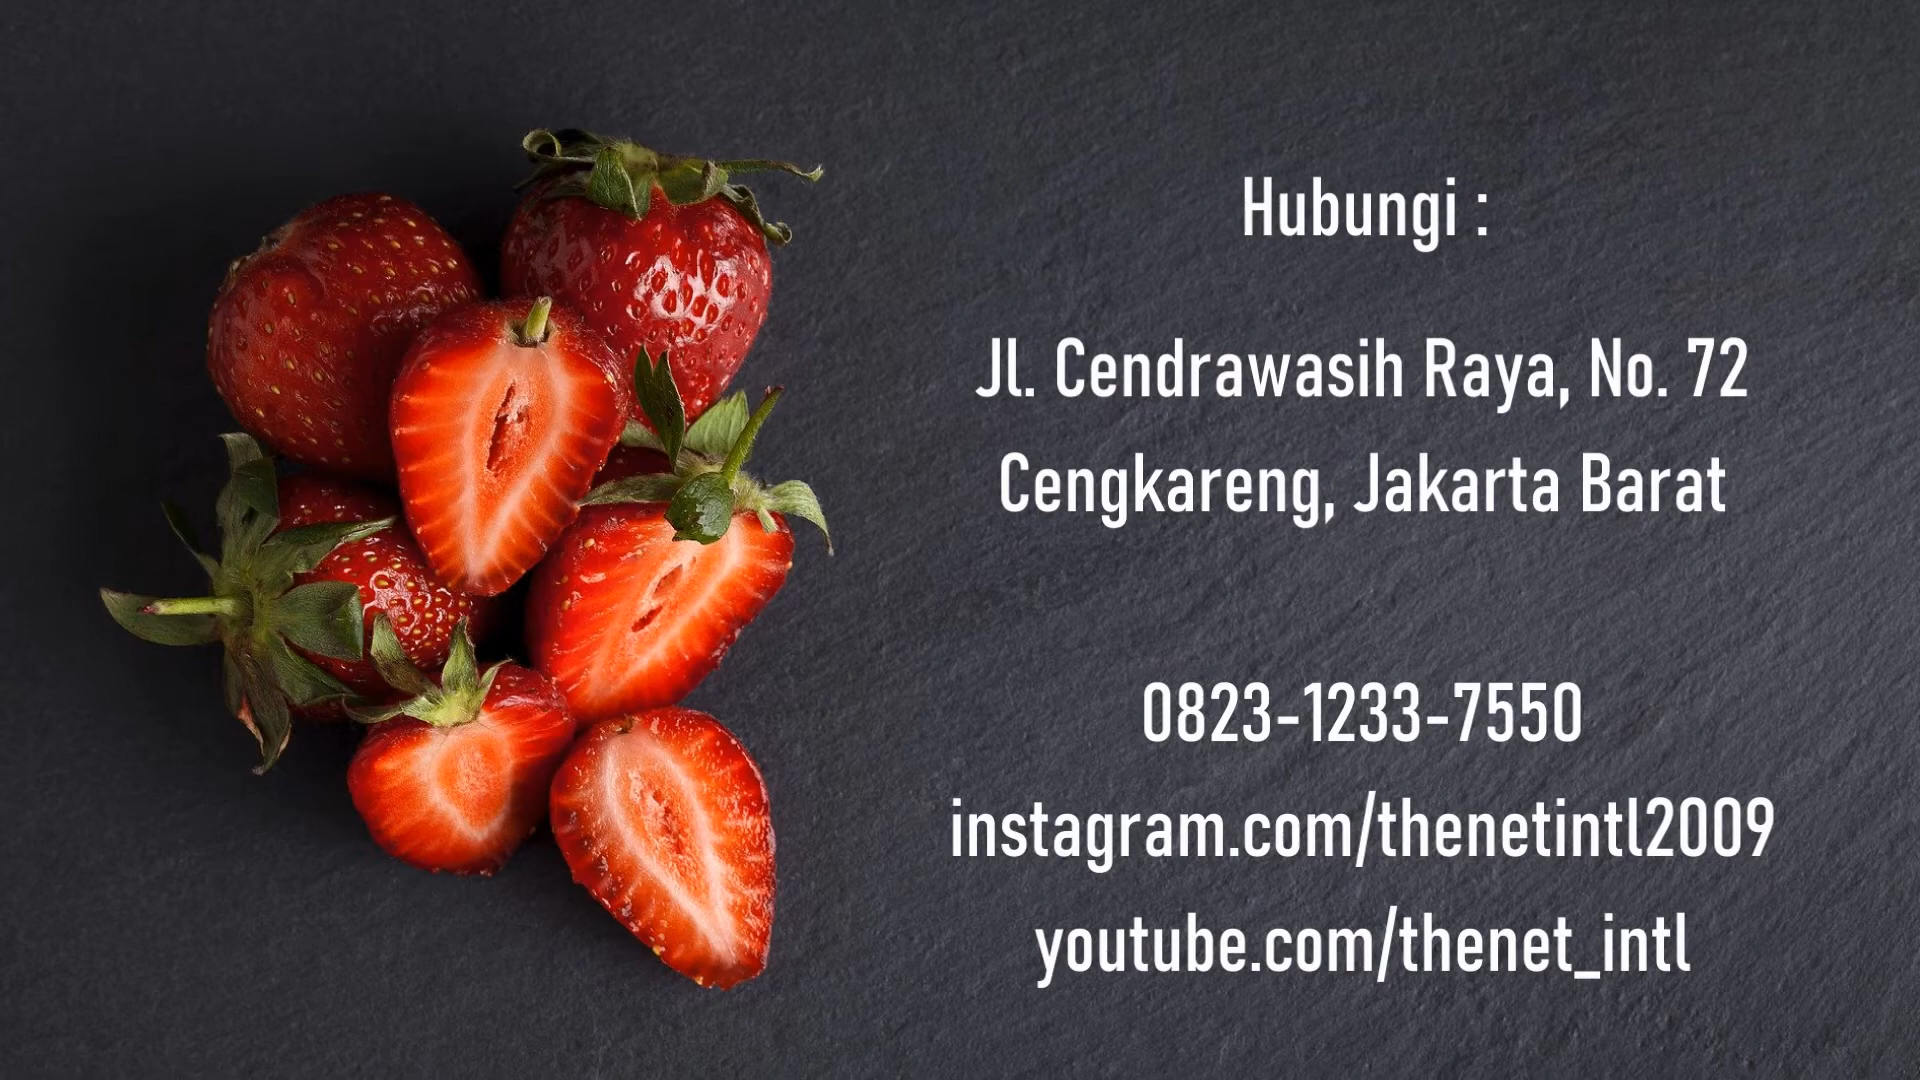 Hubungi :
Jl. Cendrawasih Raya, No. 72
Cengkareng, Jakarta Barat
0823-1233-7550
instagram.com/thenetintl2009
youtube.com/thenet_intl